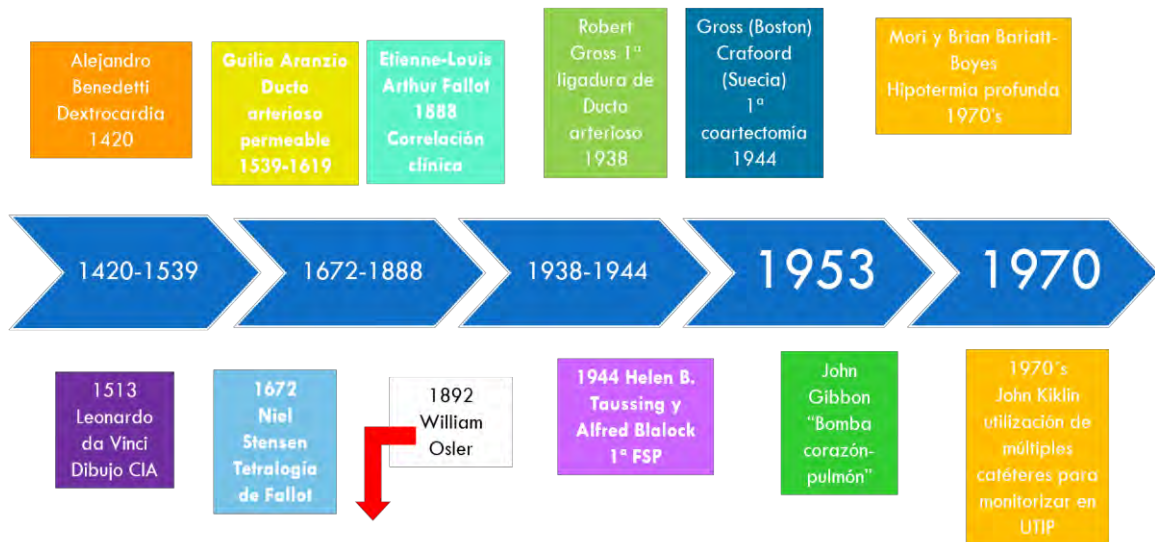 Alejandro
Benedetti
Dextrocardia
1420
Guilia Aranzio
Ducto
arterioso
permeable
1539-1619
Etienne-Louis
Arthur Fallot
1888
Correlación
clínica
Robert
Gross 1ª
ligadura de
Ducto
arterioso
1938
Gross (Boston)
Crafoord
(Suecia)
1ª
coartectomía
1944
Mori y Brian Bariatt-
Boyes
Hipotermia profunda
1970's
1420-1539
1672-1888
1938-1944
1953
1970
1513
Leonardo
da Vinci
Dibujo CIA
1672
Niel
Stensen
Tetralogía
de Fallot
1892
William
Osler
1944 Helen B.
Taussing y
Alfred Blalock
1ª FSP
John
Gibbon
“Bomba
corazón-
pulmón”
1970´s
John Kiklin
utilización de
múltiples
catéteres para
monitorizar en
UTIP